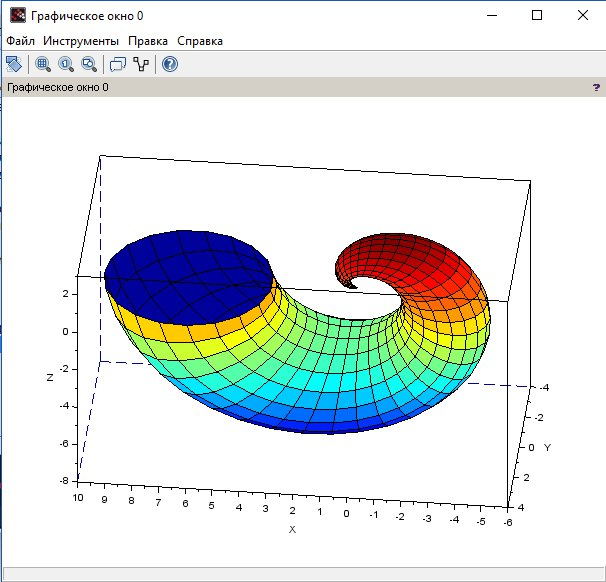 Графическое окно 0
Файл Инструменты Правка Справка
Графическое окно 0 ?
2
0
-2
-4
-6
-8
Z
10 9 8 7 6 5 4 3 2 1 0 -1 -2 -3 -4 -5 -6
X
-4
-2
0 Y
2
4